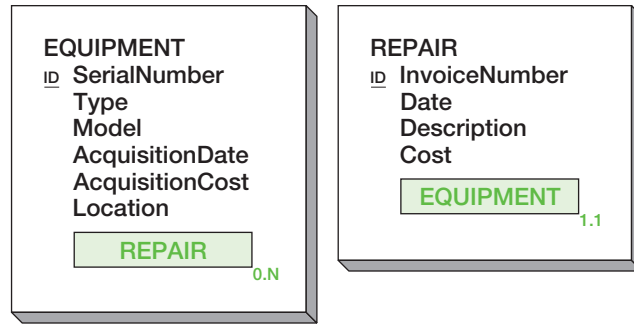 EQUIPMENT
ID SerialNumber
Type
Model
AcquisitionDate
AcquisitionCost
Location
REPAIR
0.N
REPAIR
ID InvoiceNumber
Date
Description
Cost
EQUIPMENT
1.1